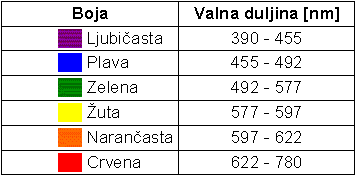 Boja Valna duljina [nm]
Ljubičasta 390 - 455
Plava 455 - 492
Zelena 492 - 577
Žuta 577 - 597
Narančasta 597 - 622
Crvena 622 - 780